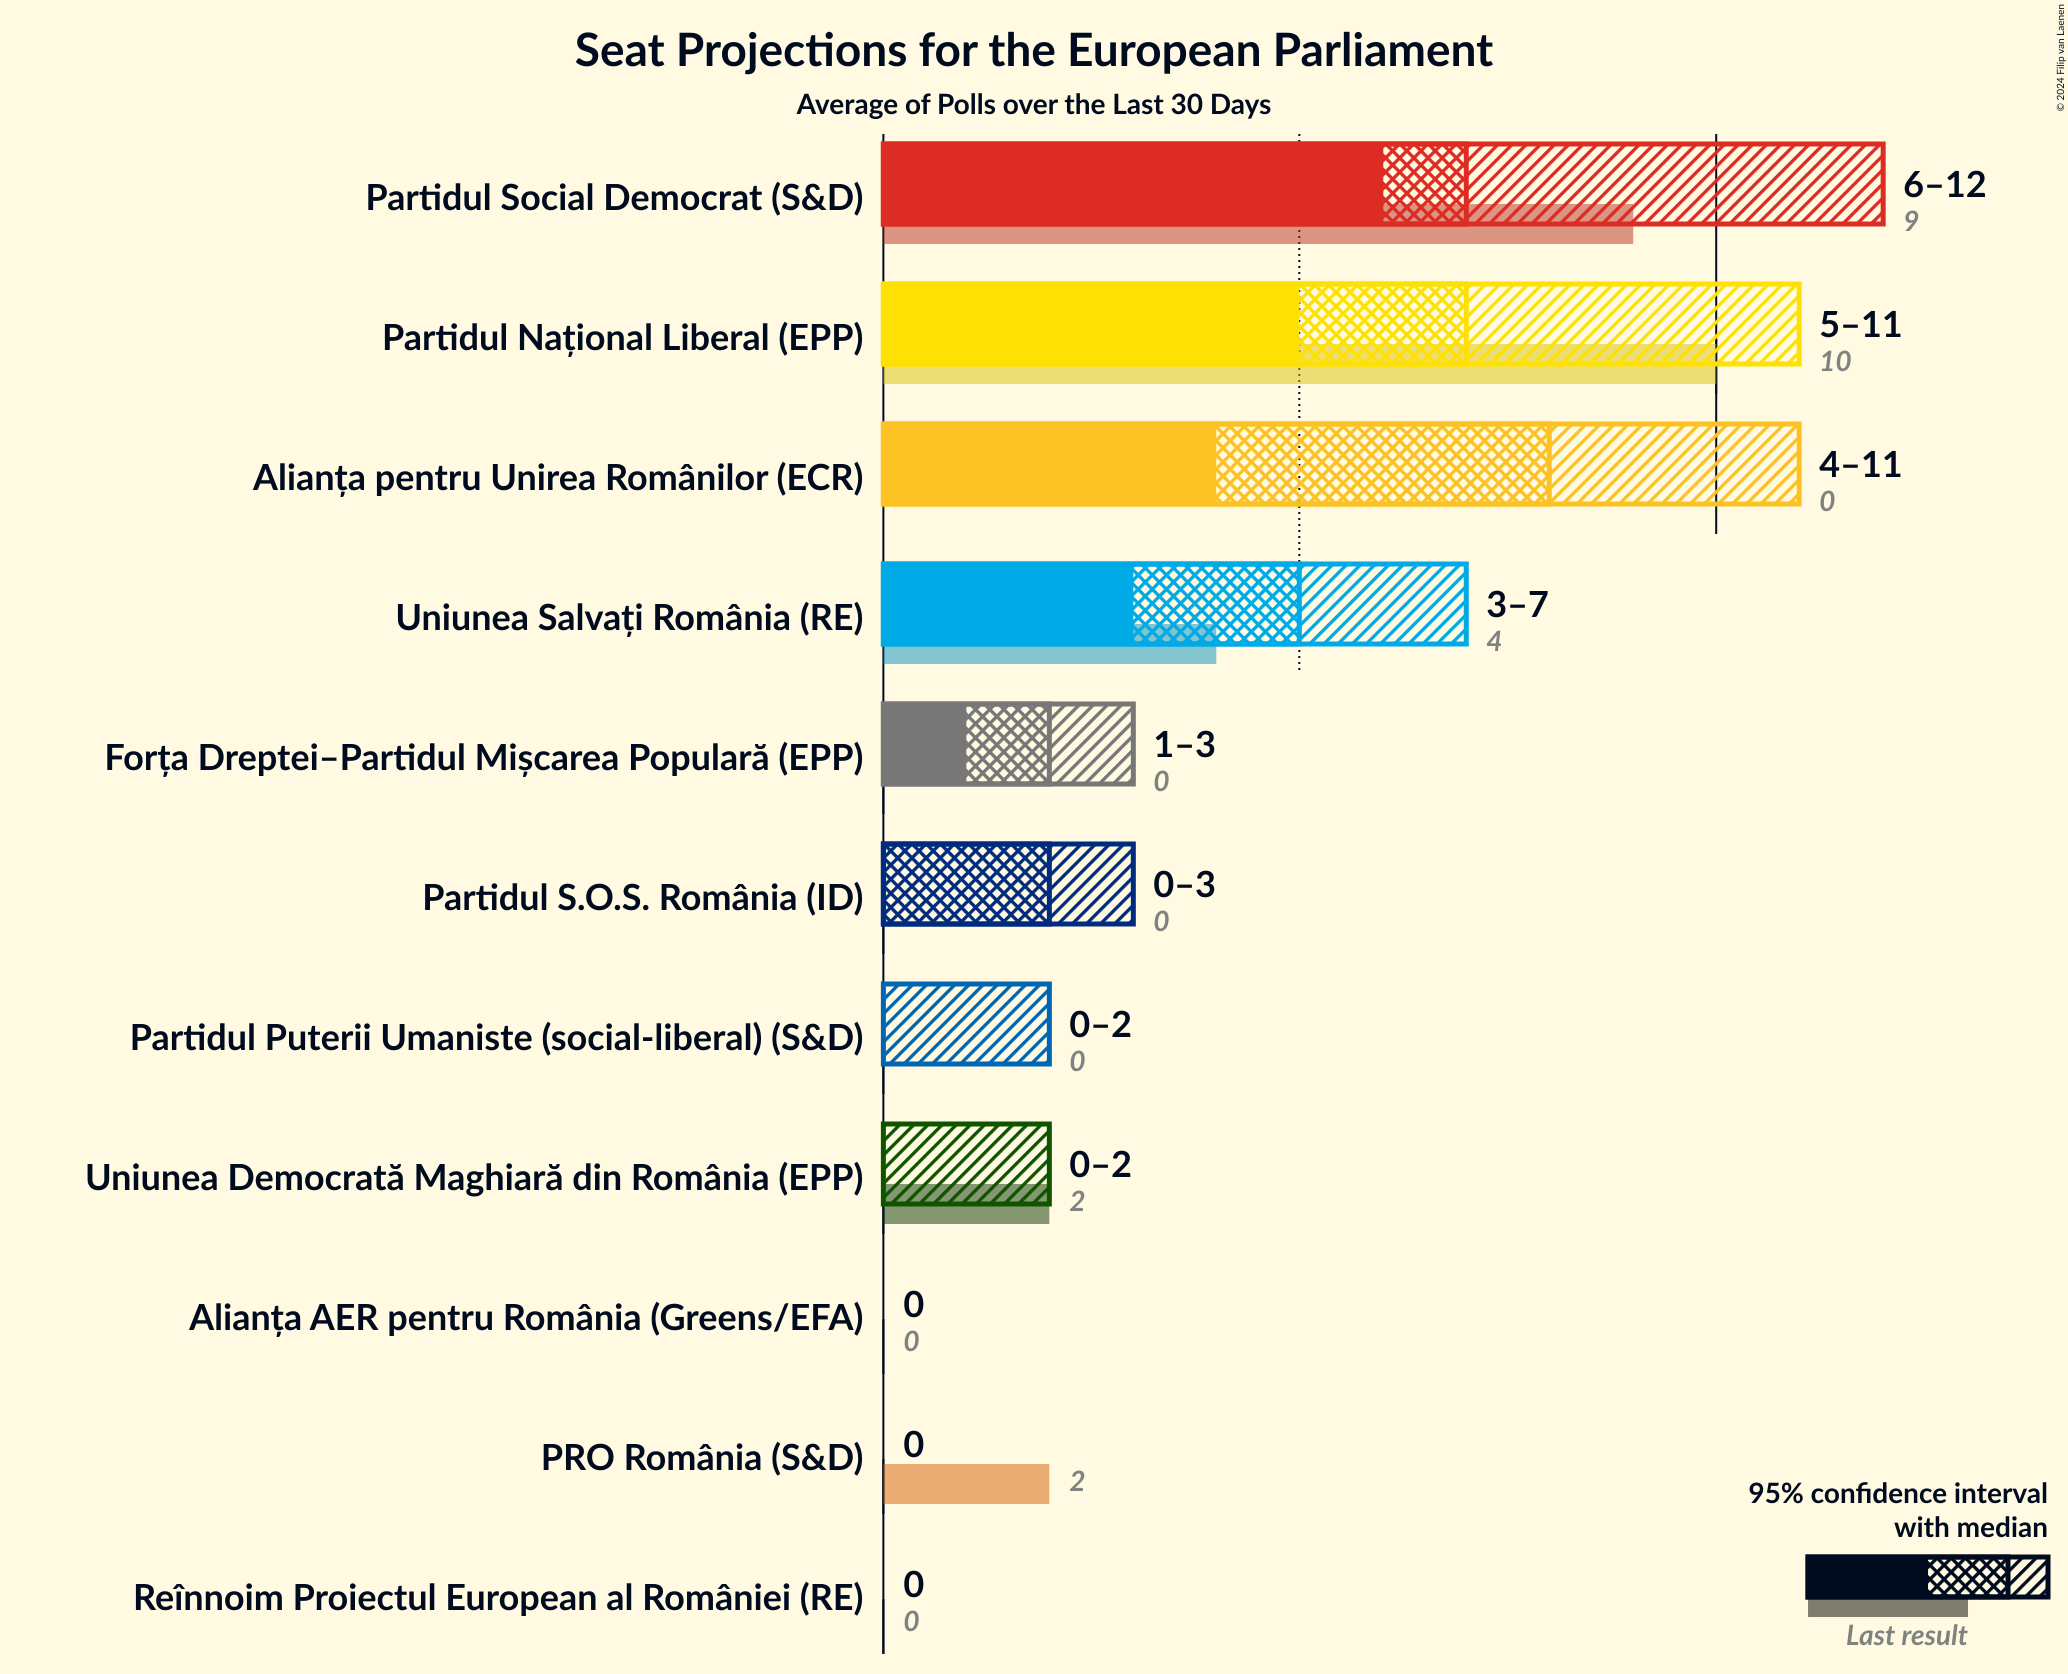 Seat Projections for the European Parliament
Average of Polls over the Last 30 Days
© 2024 Filip van Laenen
Partidul Social Democrat (S&D)
6–12
9
Partidul Național Liberal (EPP)
5–11
10
Alianța pentru Unirea Românilor (ECR)
4–11
0
Uniunea Salvați România (RE)
3–7
4
Forța Dreptei–Partidul Mișcarea Populară (EPP)
1–3
0
Partidul S.O.S. România (ID)
0–3
0
Partidul Puterii Umaniste (social-liberal) (S&D)
0–2
0
Uniunea Democrată Maghiară din România (EPP)
0–2
2
Alianța AER pentru România (Greens/EFA)
0
0
PRO România (S&D)
0
2
Reînnoim Proiectul European al României (RE)
0
0
95% confidence interval
with median
Last result